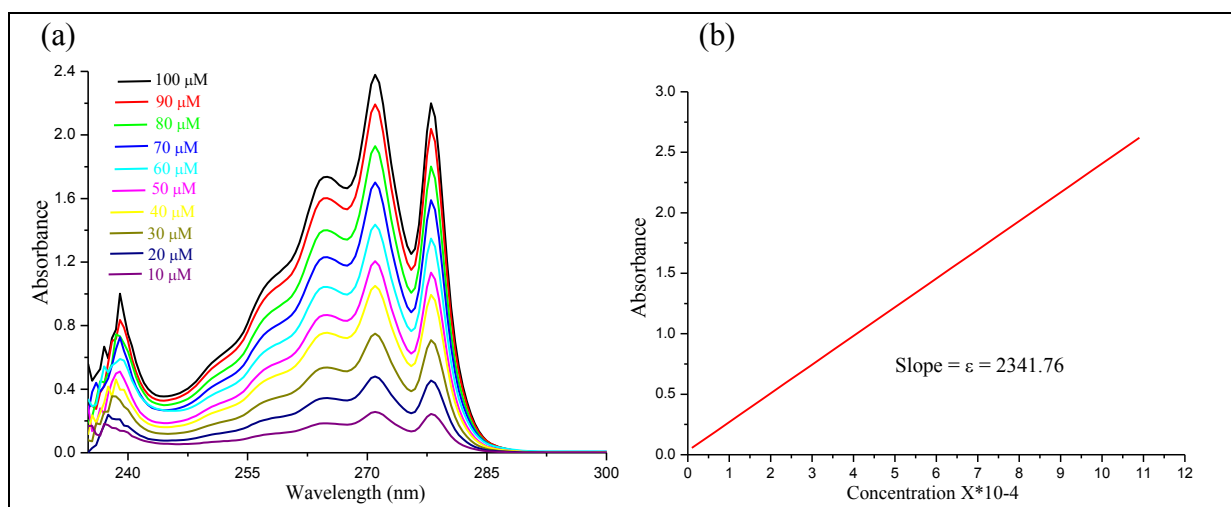 (a)
100 μM
90 μM
80 μM
70 μM
60 μM
50 μM
40 μM
30 μM
20 μM
10 μM
Absorbance
2.4
2.0
1.6
1.2
0.8
0.4
0.0
240 255 270 285 300
Wavelength (nm)
(b)
Absorbance
3.0
2.5
2.0
1.5
1.0
0.5
0.0
Slope = ε = 2341.76
0 1 2 3 4 5 6 7 8 9 10 11 12
Concentration X*10-4